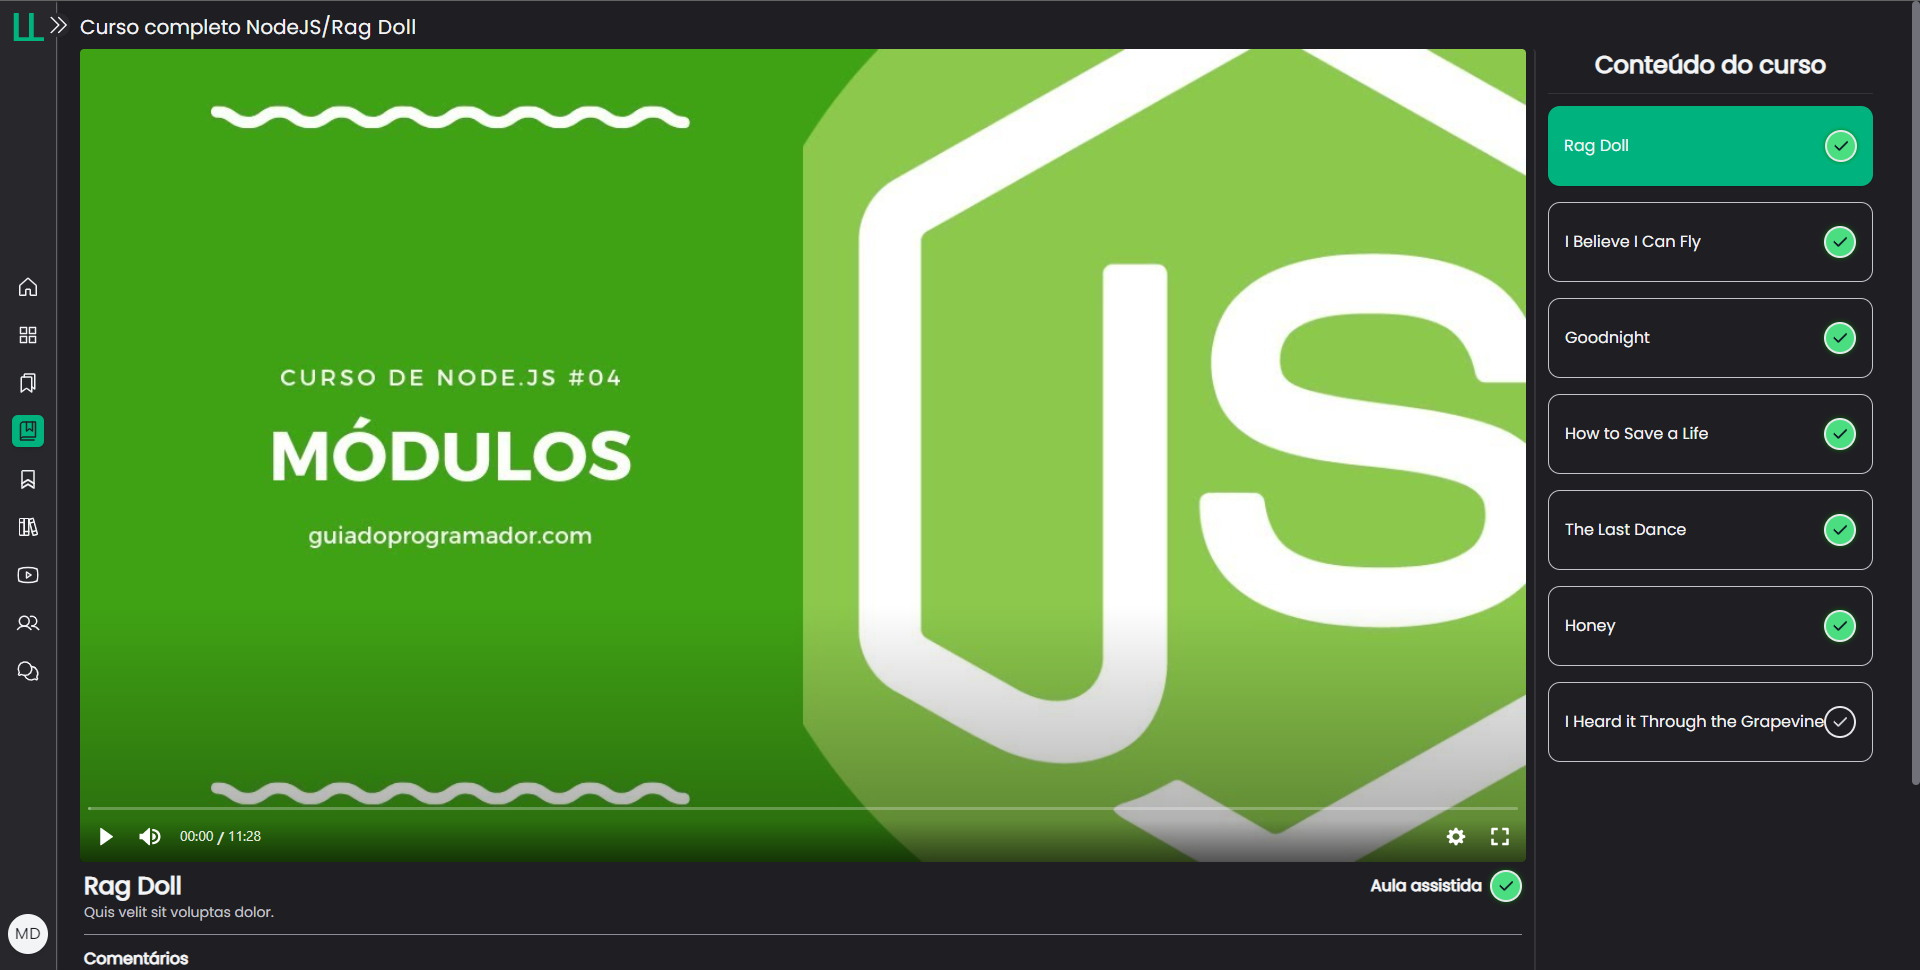 LL
Curso completo NodeJS/Rag Doll
CURSO DE NODE.JS #04
MÓDULOS
guiadoprogramador.com
JS
00:00 / 11:28
Rag Doll
Aula assistida
Quis velit sit voluptas dolor.
Comentários
Conteúdo do curso
Rag Doll
I Believe I Can Fly
Goodnight
How to Save a Life
The Last Dance
Honey
I Heard it Through the Grapevine
MD